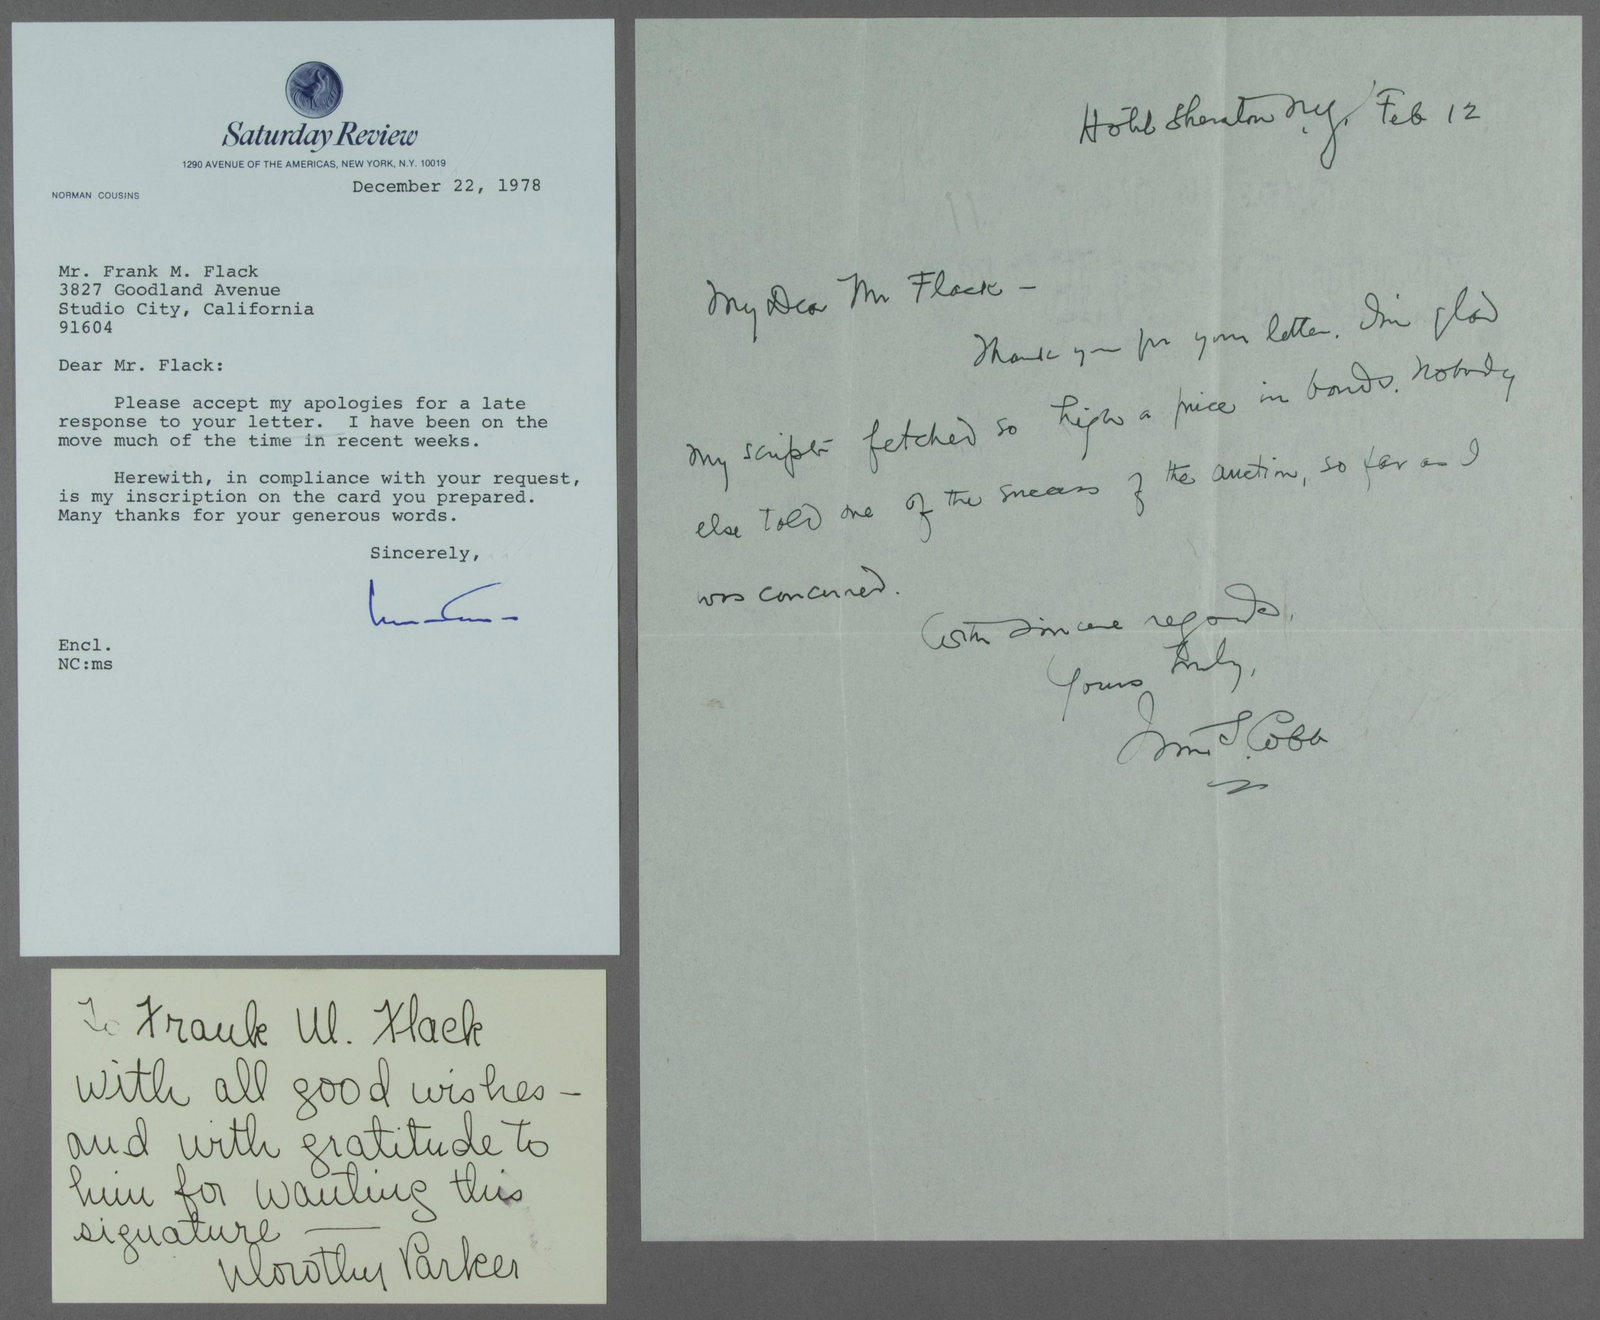 Saturday Review
1290 AVENUE OF THE AMERICAS, NEW YORK, N.Y. 10019
December 22, 1978
NORMAN COUSINS
Mr. Frank M. Flack
3827 Goodland Avenue
Studio City, California
91604
Dear Mr. Flack:
Please accept my apologies for a late
response to your letter. I have been on the
move much of the time in recent weeks.
Herewith, in compliance with your request,
is my inscription on the card you prepared.
Many thanks for your generous words.
Sincerely,
Encl.
NC:ms
To Frank M. Flack
with all good wishes —
and with gratitude to
him for wanting this
signature —
Dorothy Parker
Hotel Sheraton N.Y. Feb 12
My Dear Mr Flack —
Thank you for your letter. I'm glad
my script fetched so high a price in bonds. Nobody
else told me of the success of the auction, so far as I
was concerned.
With sincere regards,
Yours truly,
Irvin S. Cobb